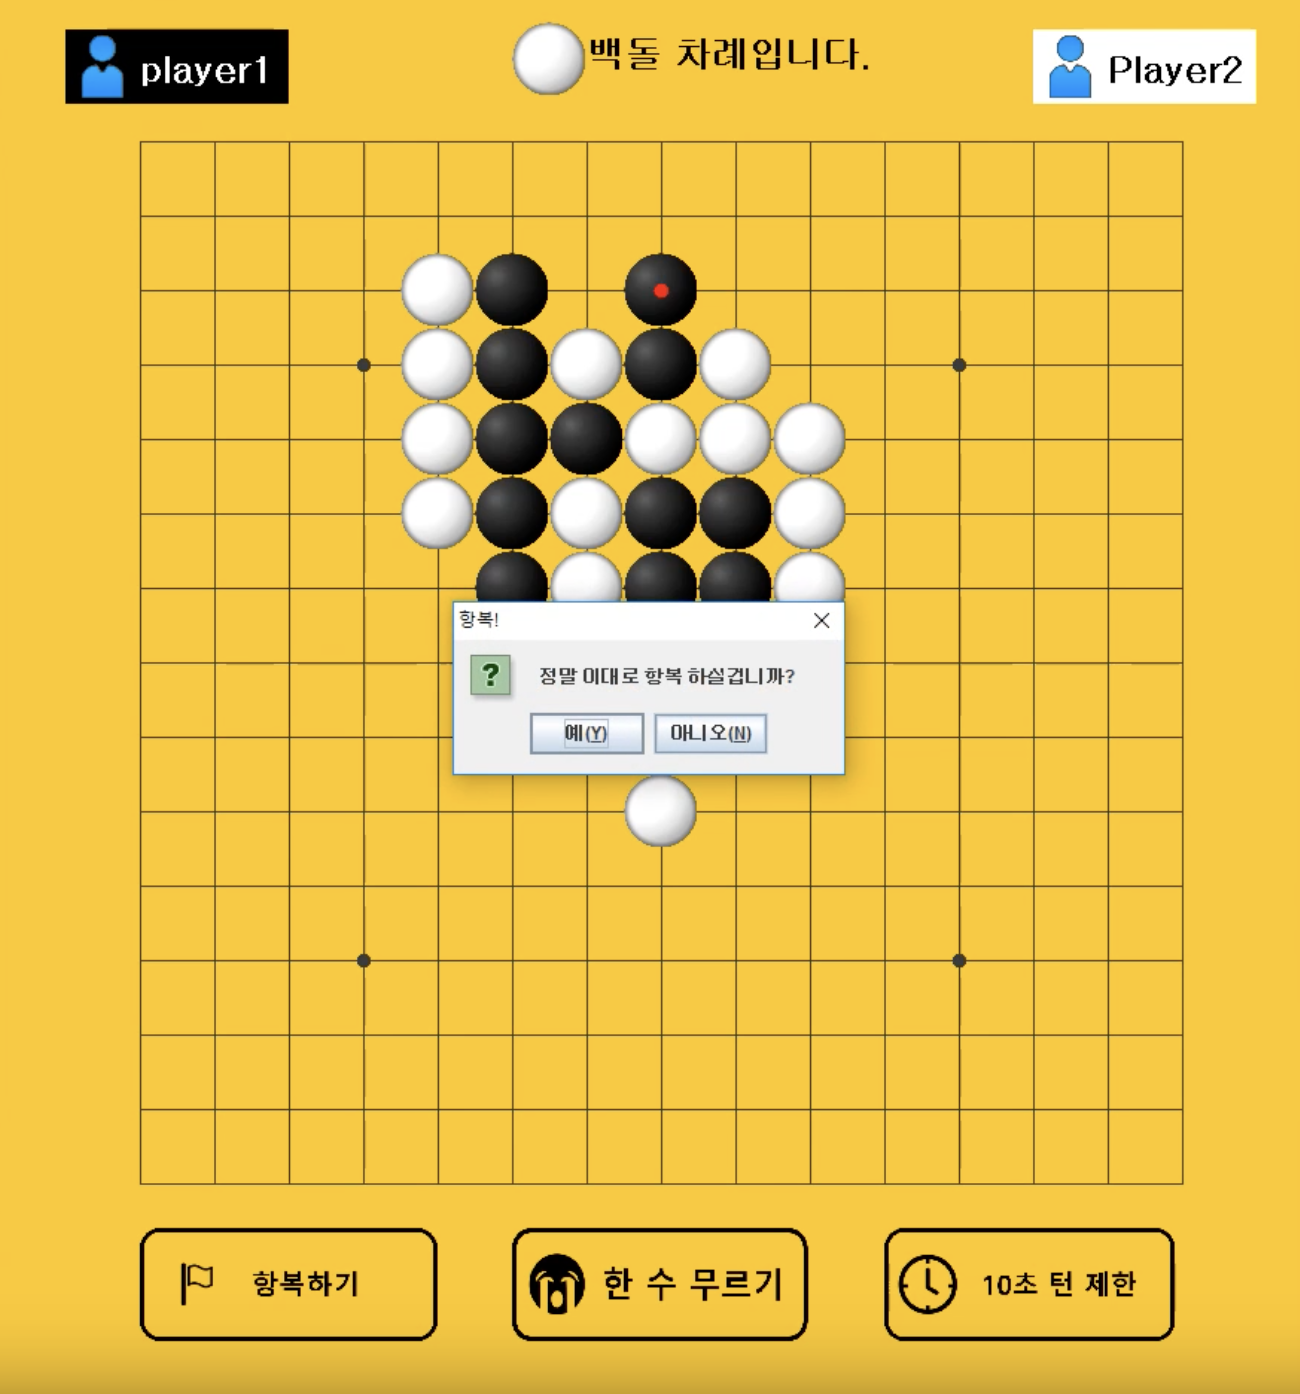 player1
백돌 차례입니다.
Player2
항복!
정말 이대로 항복 하실겁니까?
예(Y)
아니오(N)
항복하기
한 수 무르기
10초 턴 제한